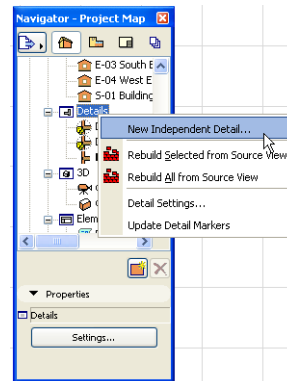 Navigator - Project Map
E-03 South E
E-04 West E
S-01 Building
Details
New Independent Detail...
Rebuild Selected from Source View
Rebuild All from Source View
3D
Detail Settings...
Elem
Update Detail Markers
Properties
Details
Settings...